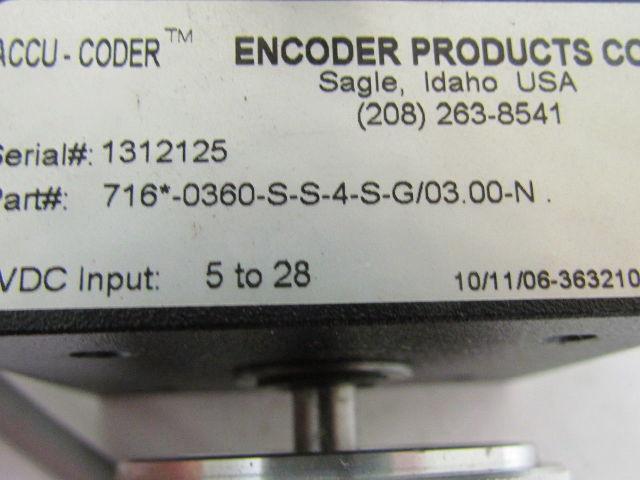 ACCU-CODER™ ENCODER PRODUCTS CO
Sagle, Idaho USA
(208) 263-8541
Serial#: 1312125
Part#: 716*-0360-S-S-4-S-G/03.00-N .
VDC Input: 5 to 28 10/11/06-363210